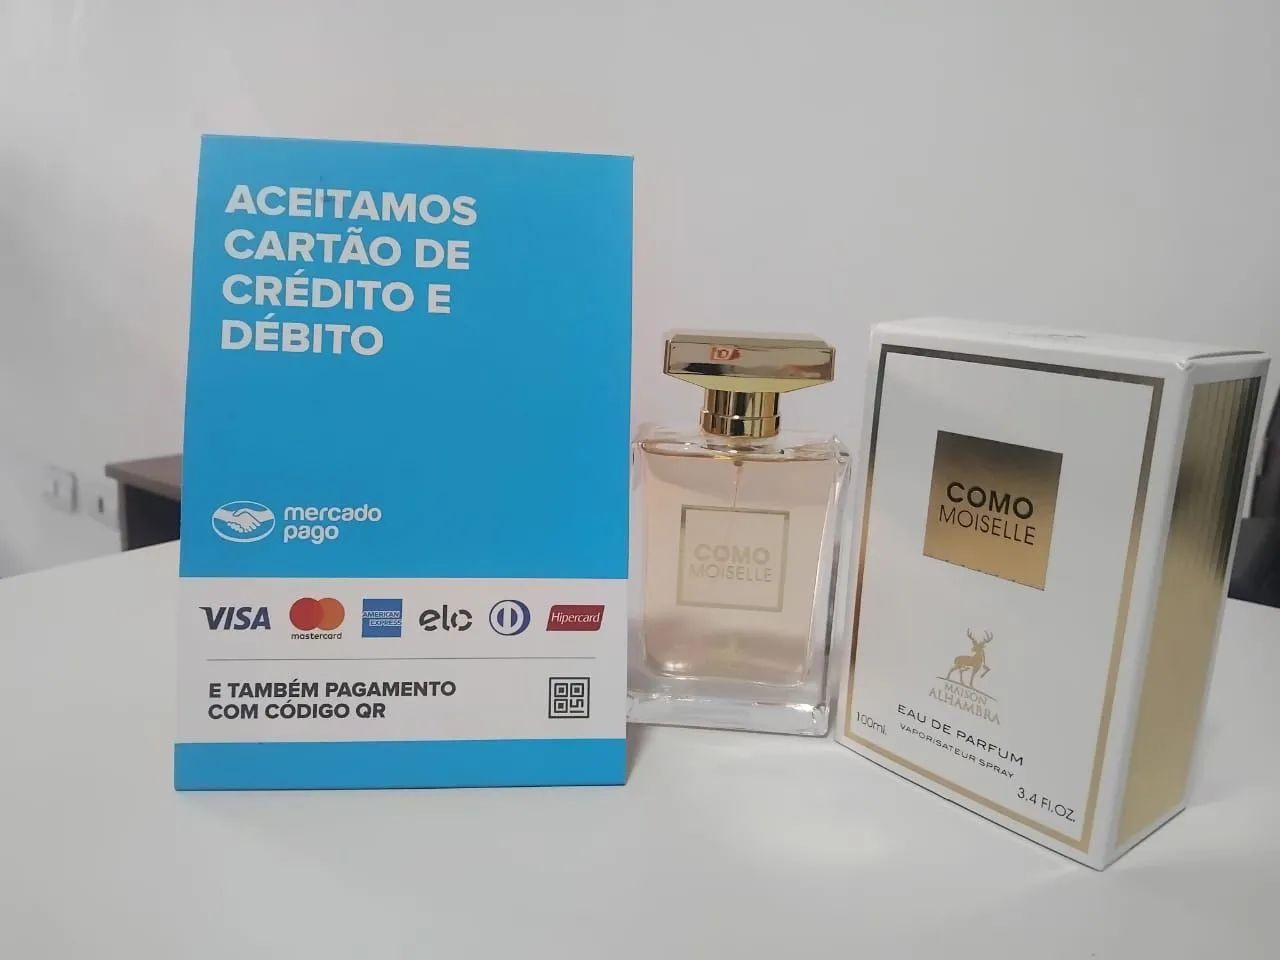 ACEITAMOS
CARTÃO DE
CRÉDITO E
DÉBITO
mercado
pago
VISA
mastercard
AMERICAN
EXPRESS
elo
Hipercard
E TAMBÉM PAGAMENTO
COM CÓDIGO QR
COMO
MOISELLE
COMO
MOISELLE
MAISON
ALHAMBRA
EAU DE PARFUM
VAPORISATEUR SPRAY
100ml.
3.4 Fl.OZ.